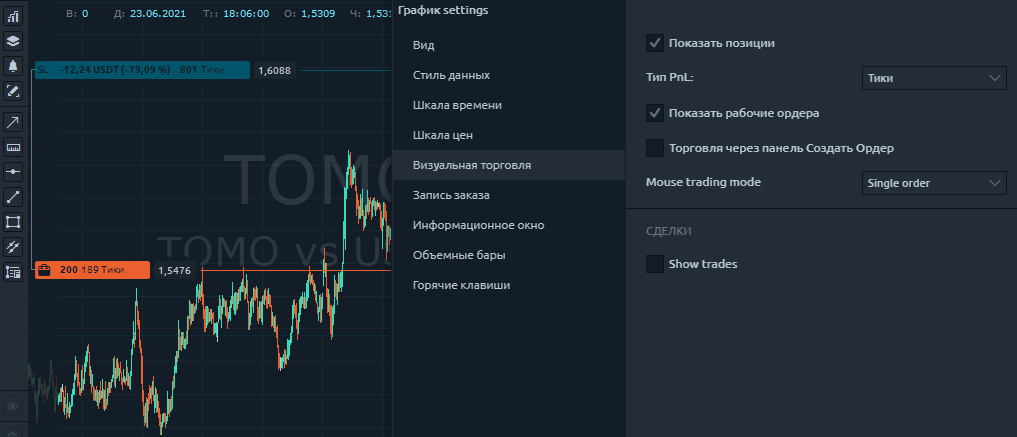 В: 0 Д: 23.06.2021 Т:: 18:06:00 О: 1,5309 Ч: 1,531
SL -12,24 USDT (-79,09 %) 801 Тики 1,6088
TOMO
TOMO vs U
200 189 Тики 1,5476
График settings
Вид
Стиль данных
Шкала времени
Шкала цен
Визуальная торговля
Запись заказа
Информационное окно
Объемные бары
Горячие клавиши
Показать позиции
Тип PnL: Тики
Показать рабочие ордера
Торговля через панель Создать Ордер
Mouse trading mode Single order
СДЕЛКИ
Show trades